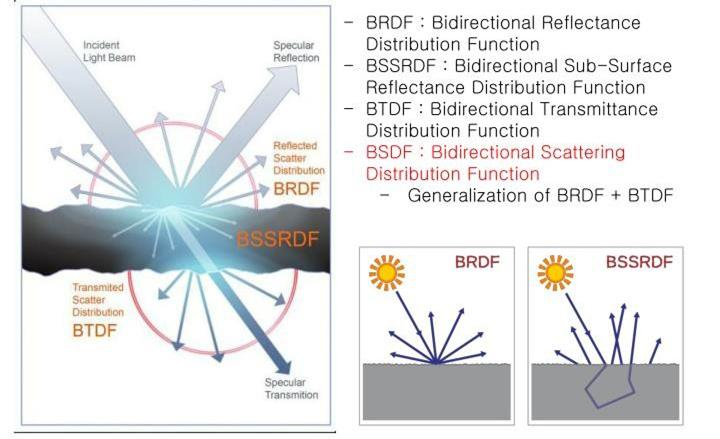 Incident
Light Beam
Specular
Reflection
Reflected
Scatter
Distribution
BRDF
BSSRDF
Transmited
Scatter
Distribution
BTDF
Specular
Transmition
- BRDF : Bidirectional Reflectance
Distribution Function
- BSSRDF : Bidirectional Sub-Surface
Reflectance Distribution Function
- BTDF : Bidirectional Transmittance
Distribution Function
- BSDF : Bidirectional Scattering
Distribution Function
- Generalization of BRDF + BTDF
BRDF
BSSRDF